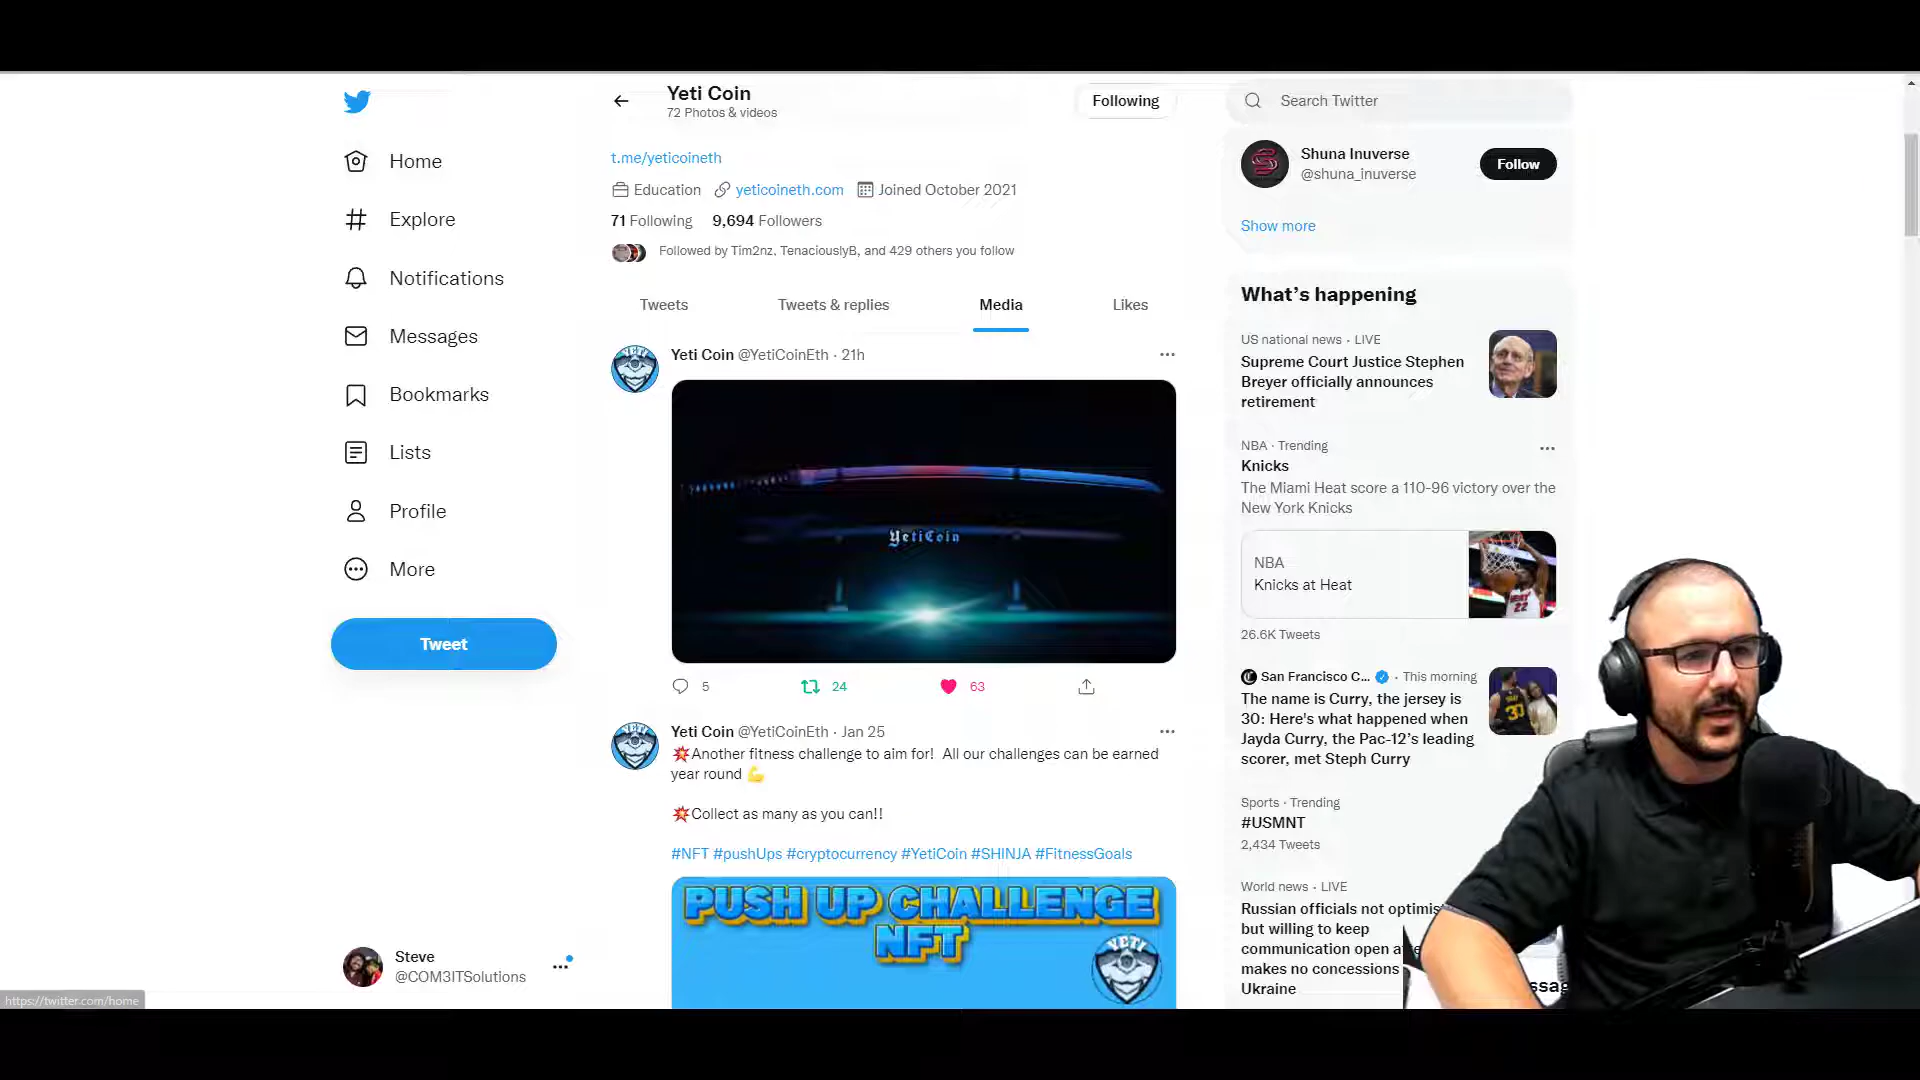 Yeti Coin
72 Photos & videos
Following
Search Twitter
Home
Explore
Notifications
Messages
Bookmarks
Lists
Profile
More
Tweet
Steve
@COM3ITSolutions
https://twitter.com/home
t.me/yeticoineth
Education yeticoineth.com Joined October 2021
71 Following 9,694 Followers
Followed by Tim2nz, TenaciouslyB, and 429 others you follow
Tweets Tweets & replies Media Likes
Yeti Coin @YetiCoinEth · 21h
YetiCoin
5 24 63
Yeti Coin @YetiCoinEth · Jan 25
💥Another fitness challenge to aim for! All our challenges can be earned
year round 💪
💥Collect as many as you can!!
#NFT #pushUps #cryptocurrency #YetiCoin #SHINJA #FitnessGoals
PUSH UP CHALLENGE
NFT
YETI
Shuna Inuverse
@shuna_inuverse
Follow
Show more
What's happening
US national news · LIVE
Supreme Court Justice Stephen
Breyer officially announces
retirement
NBA · Trending
Knicks
The Miami Heat score a 110-96 victory over the
New York Knicks
NBA
Knicks at Heat
HEAT
22
26.6K Tweets
San Francisco C... · This morning
The name is Curry, the jersey is
30: Here's what happened when
Jayda Curry, the Pac-12's leading
scorer, met Steph Curry
30
Sports · Trending
#USMNT
2,434 Tweets
World news · LIVE
Russian officials not optimis
but willing to keep
communication open a
makes no concessions
Ukraine